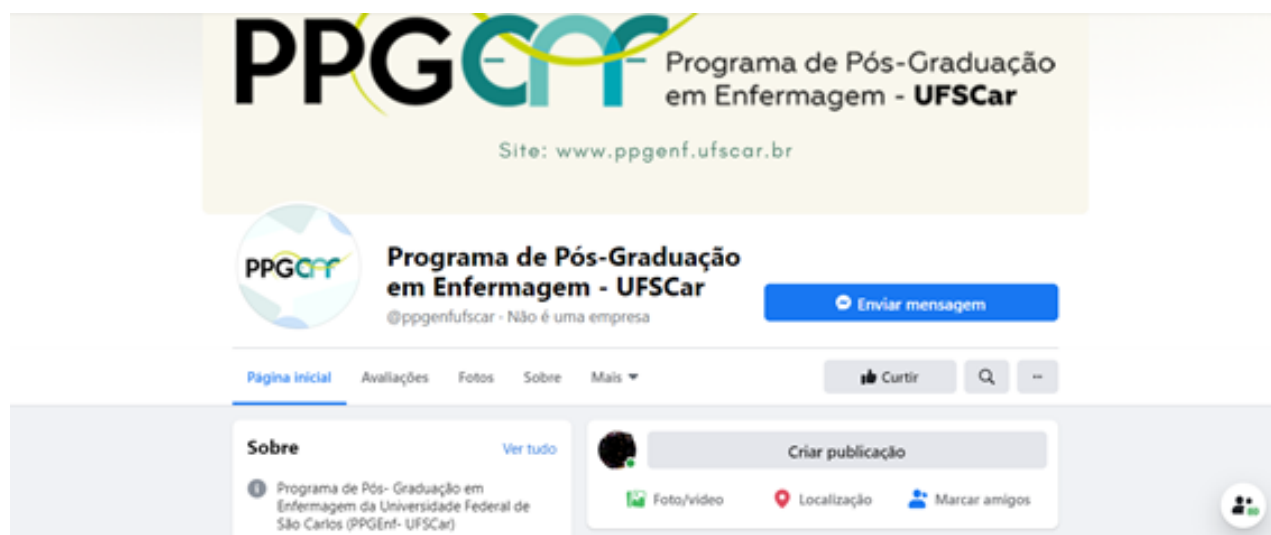 PPGEnf
Programa de Pós-Graduação
em Enfermagem - UFSCar
Site: www.ppgenf.ufscar.br
PPGEnf
Programa de Pós-Graduação
em Enfermagem - UFSCar
@ppgenfufscar · Não é uma empresa
Enviar mensagem
Página inicial Avaliações Fotos Sobre Mais
Curtir
Sobre Ver tudo
Programa de Pós- Graduação em
Enfermagem da Universidade Federal de
São Carlos (PPGEnf- UFSCar)
Criar publicação
Foto/vídeo Localização Marcar amigos